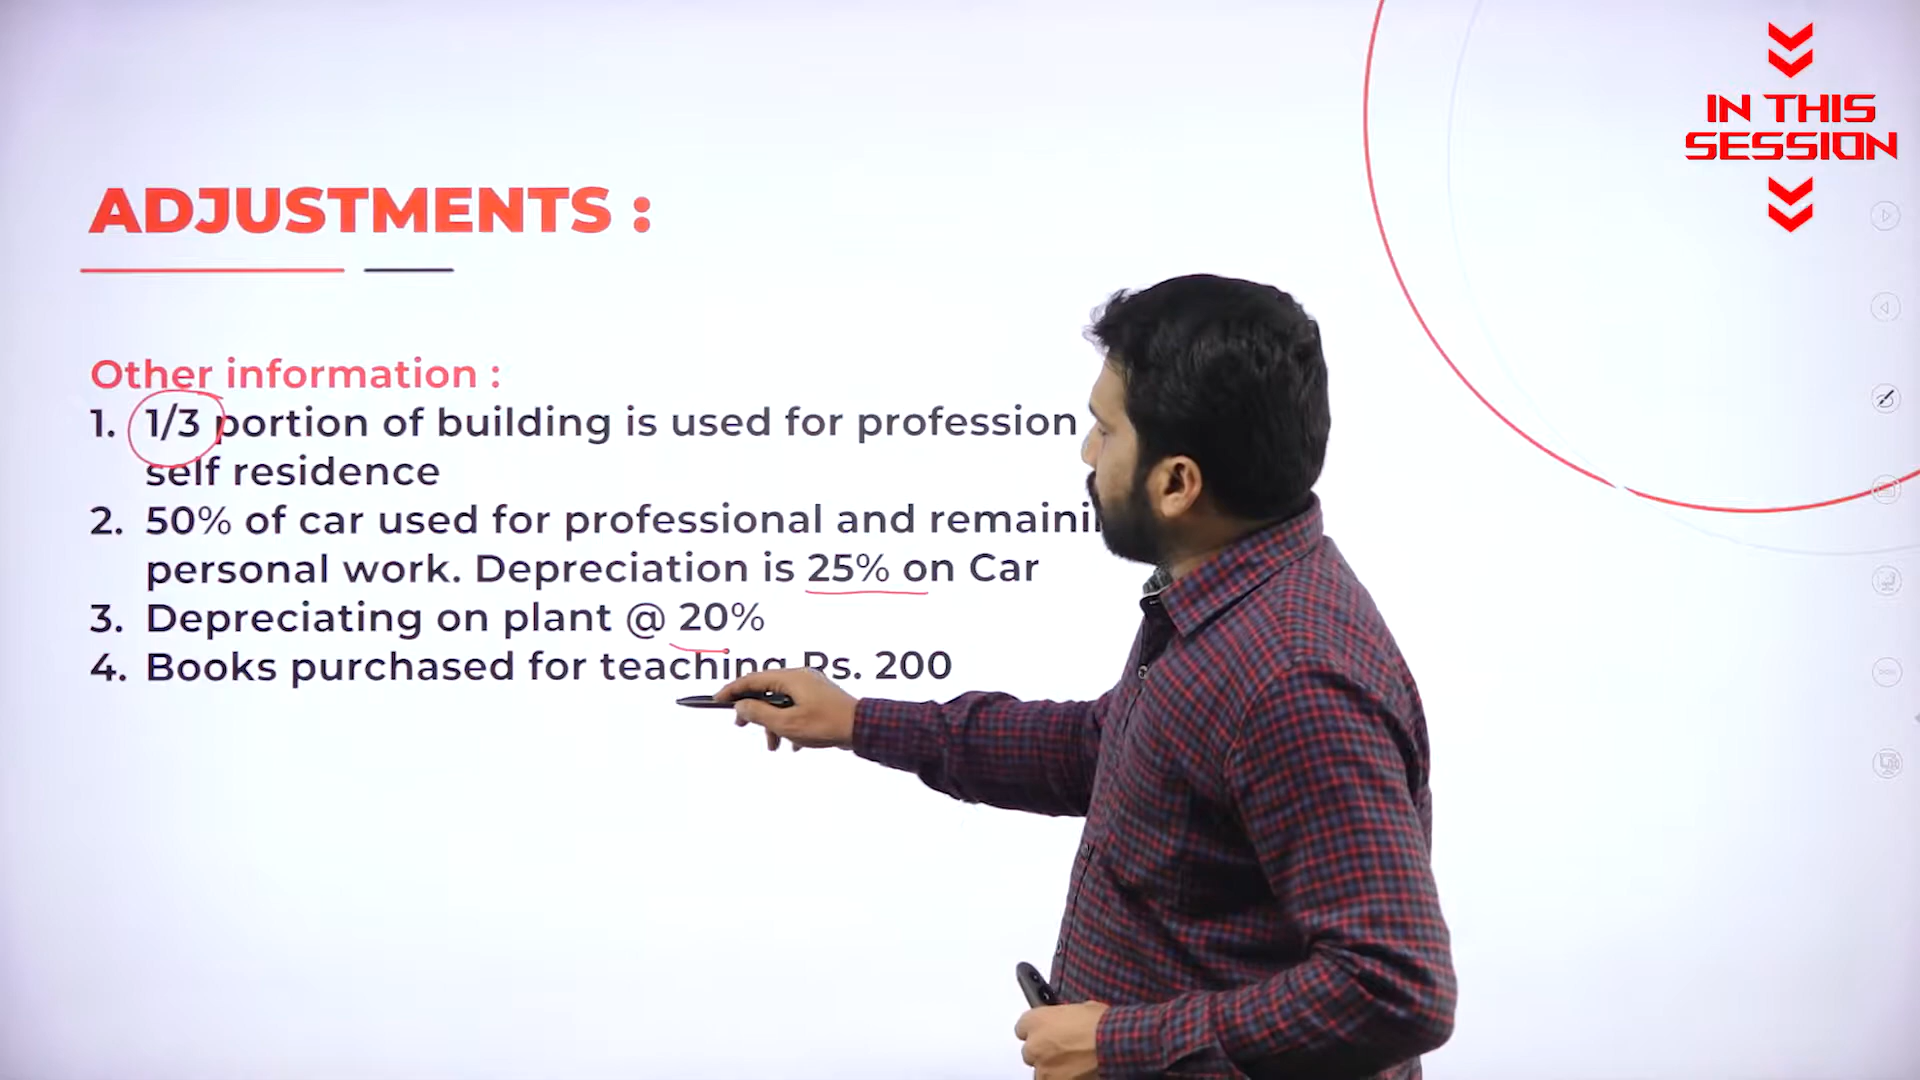 IN THIS
SESSION
ADJUSTMENTS :
Other information :
1. 1/3 portion of building is used for profession
self residence
2. 50% of car used for professional and
personal work. Depreciation is 25% on Car
3. Depreciating on plant @ 20%
4. Books purchased for teaching Rs. 200